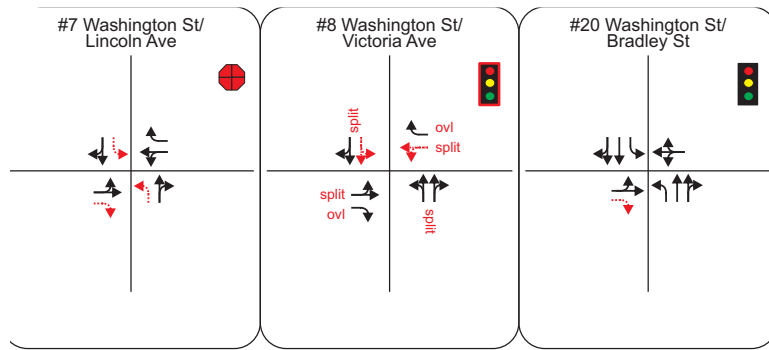 #7 Washington St/
Lincoln Ave
#8 Washington St/
Victoria Ave
split
ovl
split
split
ovl
split
#20 Washington St/
Bradley St